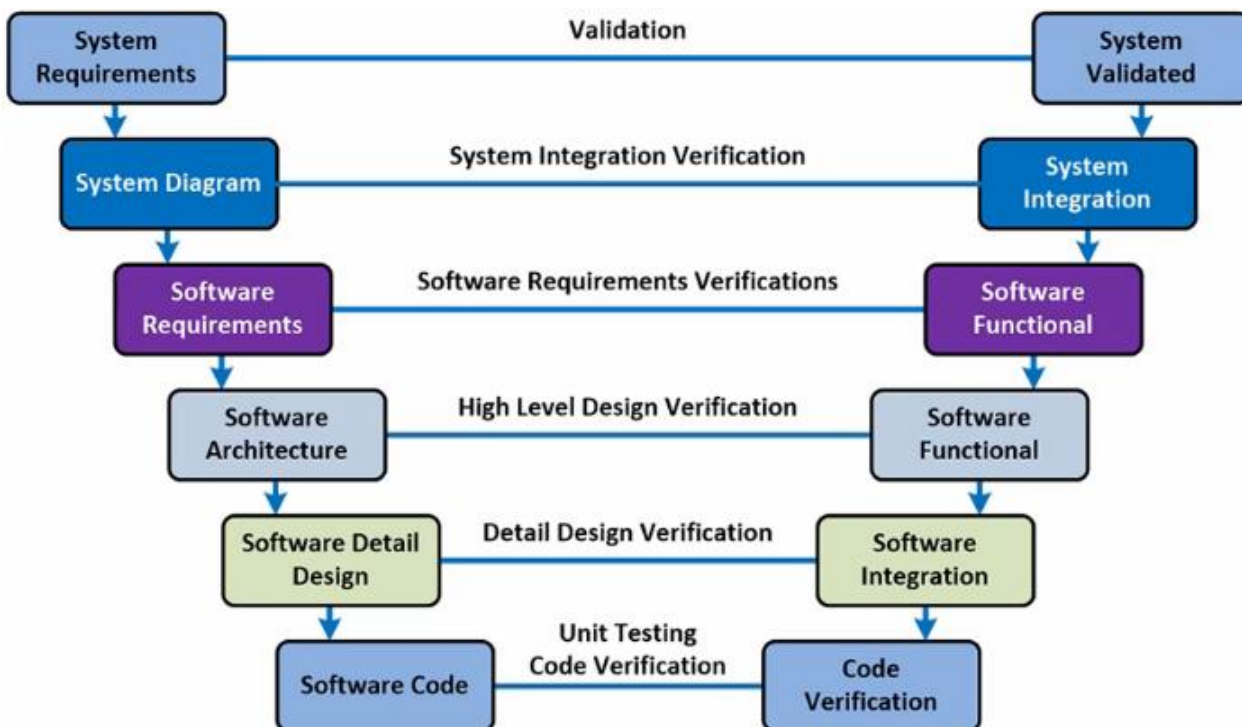 System
Requirements
Validation
System
Validated
System Diagram
System Integration Verification
System
Integration
Software
Requirements
Software Requirements Verifications
Software
Functional
Software
Architecture
High Level Design Verification
Software
Functional
Software Detail
Design
Detail Design Verification
Software
Integration
Software Code
Unit Testing
Code Verification
Code
Verification